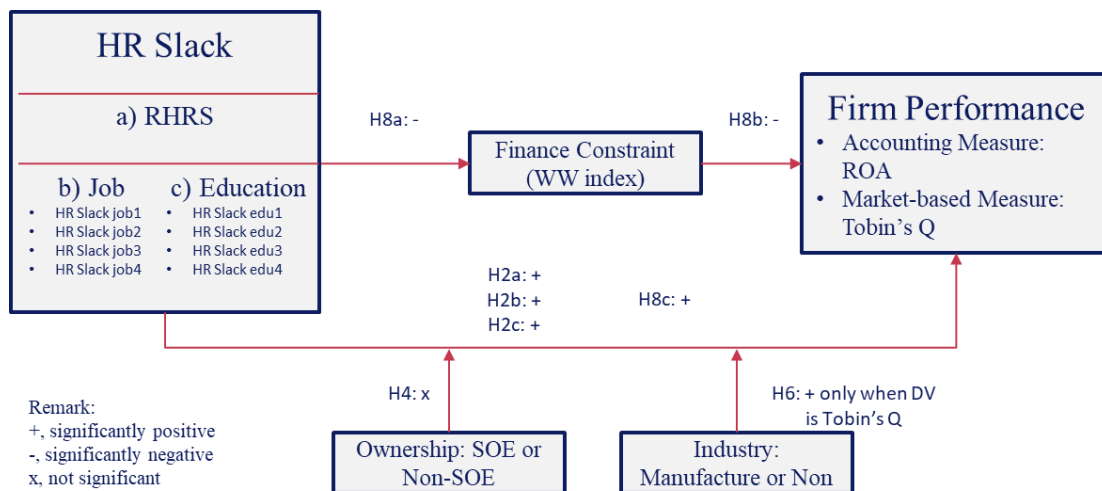 HR Slack
a) RHRS
b) Job
• HR Slack job1
• HR Slack job2
• HR Slack job3
• HR Slack job4
c) Education
• HR Slack edu1
• HR Slack edu2
• HR Slack edu3
• HR Slack edu4
H8a: -
Finance Constraint
(WW index)
H8b: -
Firm Performance
• Accounting Measure:
ROA
• Market-based Measure:
Tobin’s Q
H2a: +
H2b: +
H2c: +
H8c: +
H4: x
H6: + only when DV
is Tobin’s Q
Remark:
+, significantly positive
-, significantly negative
x, not significant
Ownership: SOE or
Non-SOE
Industry:
Manufacture or Non